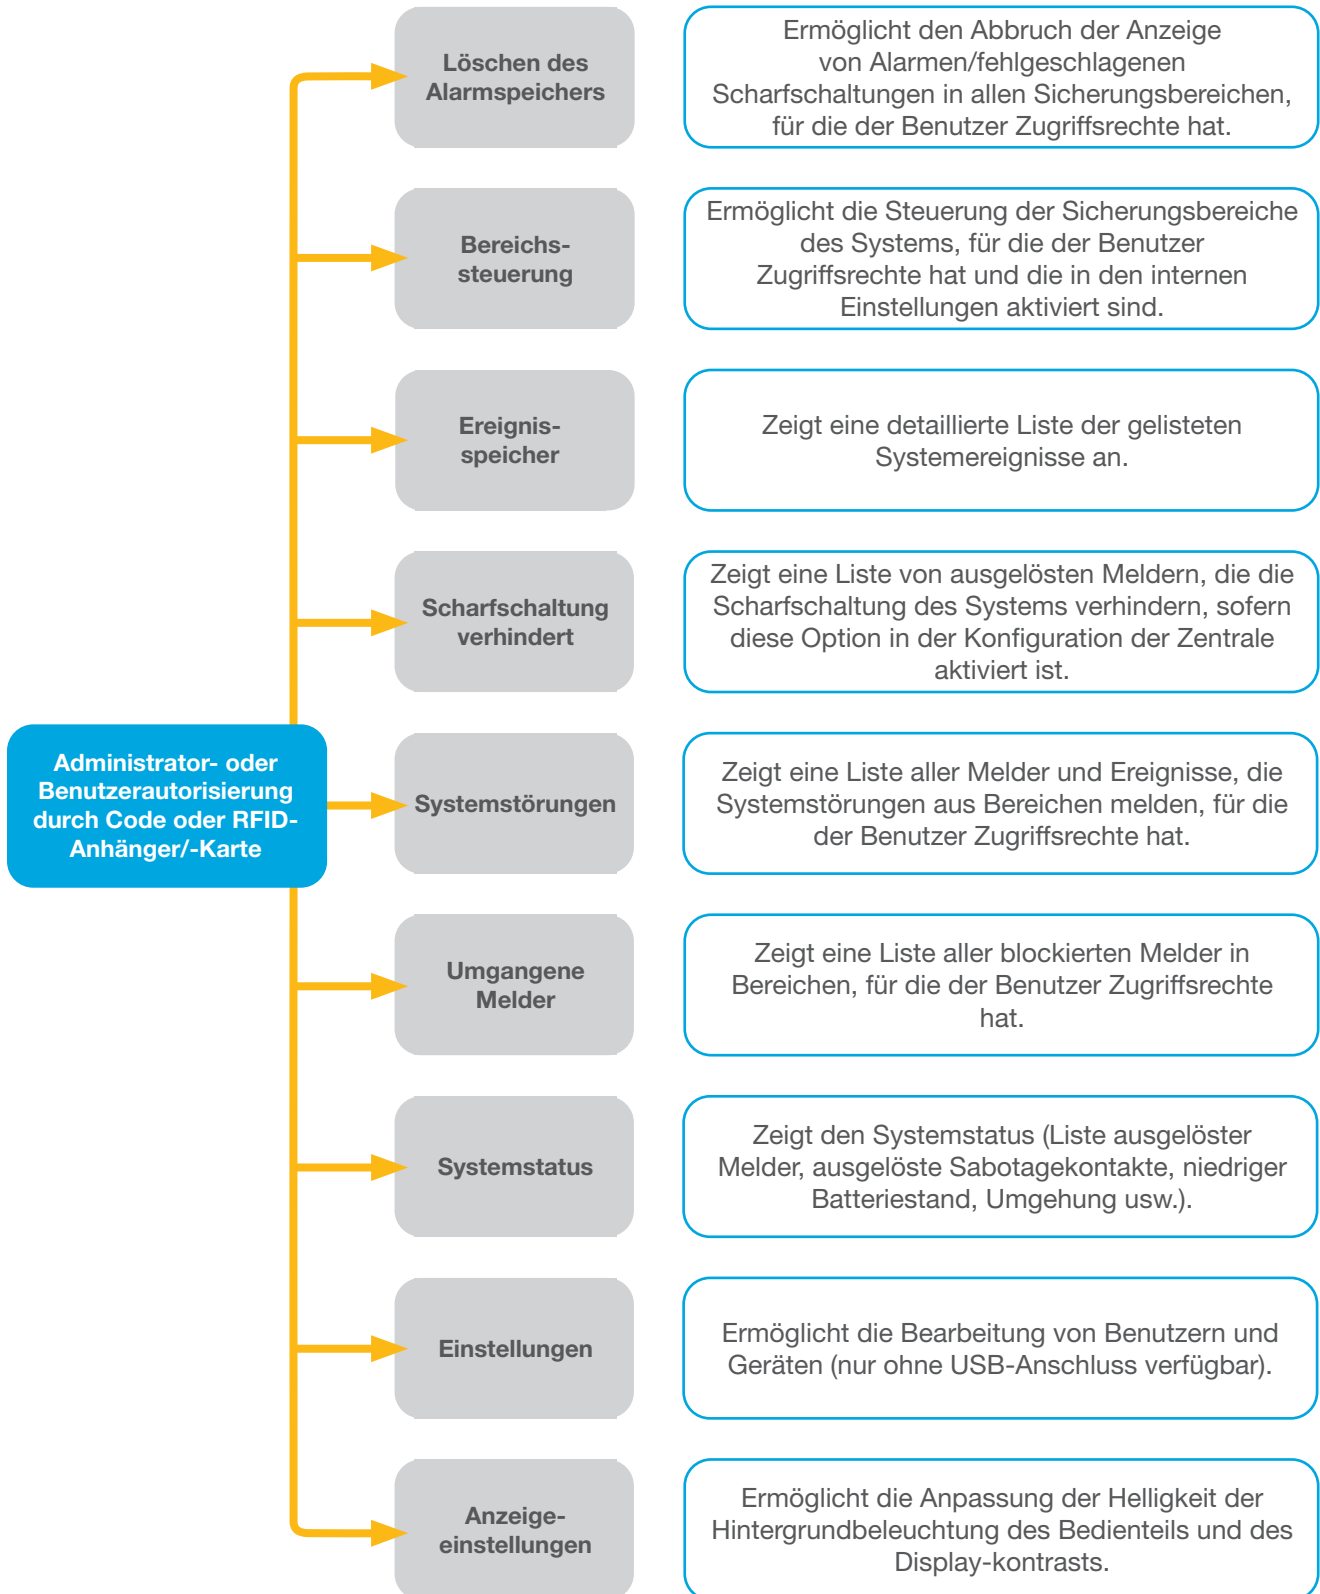 Löschen des
Alarmspeichers
Ermöglicht den Abbruch der Anzeige
von Alarmen/fehlgeschlagenen
Scharfschaltungen in allen Sicherungsbereichen,
für die der Benutzer Zugriffsrechte hat.
Bereichs-
steuerung
Ermöglicht die Steuerung der Sicherungsbereiche
des Systems, für die der Benutzer
Zugriffsrechte hat und die in den internen
Einstellungen aktiviert sind.
Ereignis-
speicher
Zeigt eine detaillierte Liste der gelisteten
Systemereignisse an.
Scharfschaltung
verhindert
Zeigt eine Liste von ausgelösten Meldern, die die
Scharfschaltung des Systems verhindern, sofern
diese Option in der Konfiguration der Zentrale
aktiviert ist.
Administrator- oder
Benutzerautorisierung
durch Code oder RFID-
Anhänger/-Karte
Systemstörungen
Zeigt eine Liste aller Melder und Ereignisse, die
Systemstörungen aus Bereichen melden, für die
der Benutzer Zugriffsrechte hat.
Umgangene
Melder
Zeigt eine Liste aller blockierten Melder in
Bereichen, für die der Benutzer Zugriffsrechte
hat.
Systemstatus
Zeigt den Systemstatus (Liste ausgelöster
Melder, ausgelöste Sabotagekontakte, niedriger
Batteriestand, Umgehung usw.).
Einstellungen
Ermöglicht die Bearbeitung von Benutzern und
Geräten (nur ohne USB-Anschluss verfügbar).
Anzeige-
einstellungen
Ermöglicht die Anpassung der Helligkeit der
Hintergrundbeleuchtung des Bedienteils und des
Display-kontrasts.